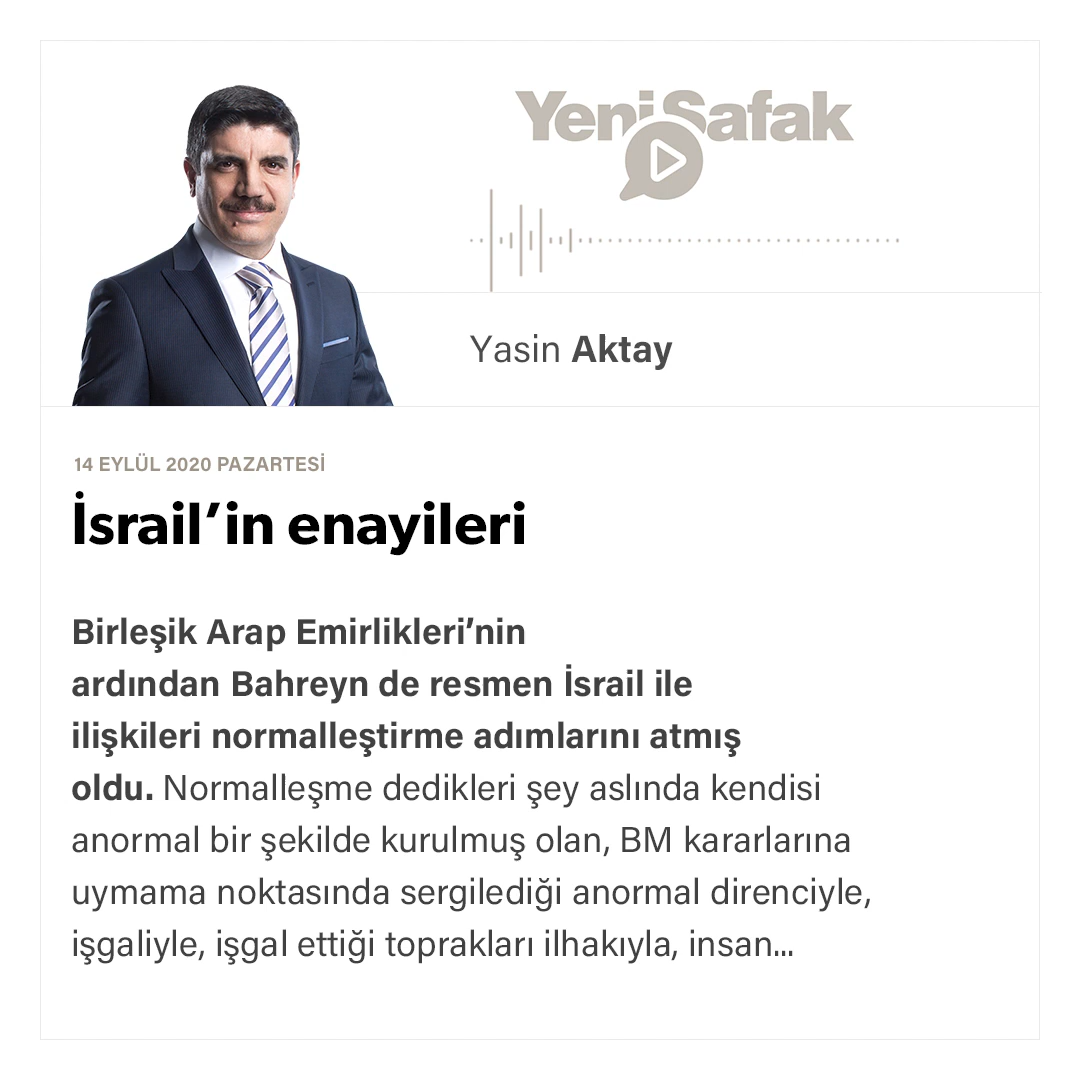 Yeni Şafak
Yasin Aktay
14 EYLÜL 2020 PAZARTESİ
İsrail’in enayileri
Birleşik Arap Emirlikleri’nin
ardından Bahreyn de resmen İsrail ile
ilişkileri normalleştirme adımlarını atmış
oldu. Normalleşme dedikleri şey aslında kendisi
anormal bir şekilde kurulmuş olan, BM kararlarına
uymama noktasında sergilediği anormal direnciyle,
işgaliyle, işgal ettiği toprakları ilhakıyla, insan...